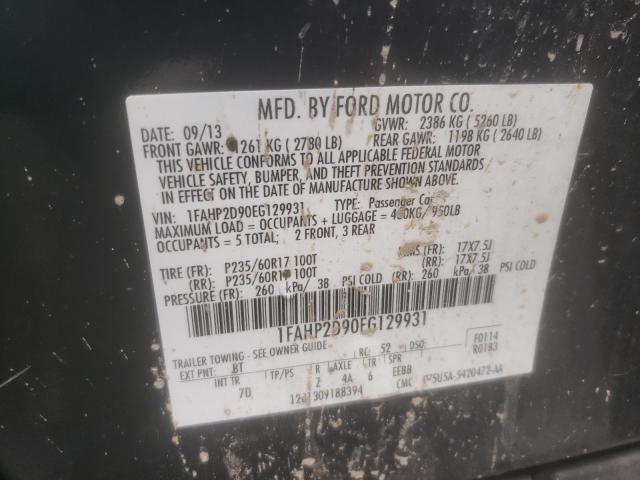 MFD. BY FORD MOTOR CO.
DATE: 09/13 GVWR: 2386 KG ( 5260 LB)
FRONT GAWR: 1261 KG ( 2780 LB) REAR GAWR: 1198 KG ( 2640 LB)
THIS VEHICLE CONFORMS TO ALL APPLICABLE FEDERAL MOTOR
VEHICLE SAFETY, BUMPER, AND THEFT PREVENTION STANDARDS
IN EFFECT ON THE DATE OF MANUFACTURE SHOWN ABOVE.
VIN: 1FAHP2D90EG129931 TYPE: Passenger Car
MAXIMUM LOAD = OCCUPANTS + LUGGAGE = 430KG/ 950LB
OCCUPANTS = 5 TOTAL; 2 FRONT, 3 REAR
TIRE (FR): P235/60R17 100T RIMS (FR): 17X7.5J
(RR): P235/60R17 100T (RR): 17X7.5J
PRESSURE (FR): 260 kPa/ 38 PSI COLD (RR): 260 kPa/ 38 PSI COLD
1FAHP2D90EG129931
TRAILER TOWING - SEE OWNER GUIDE F0114
EXT PNT: BT RC: 52 DSO: R0183
INT TR TP/PS R AXLE TR SPR
7D Z 4A 6 EEBB
CMC